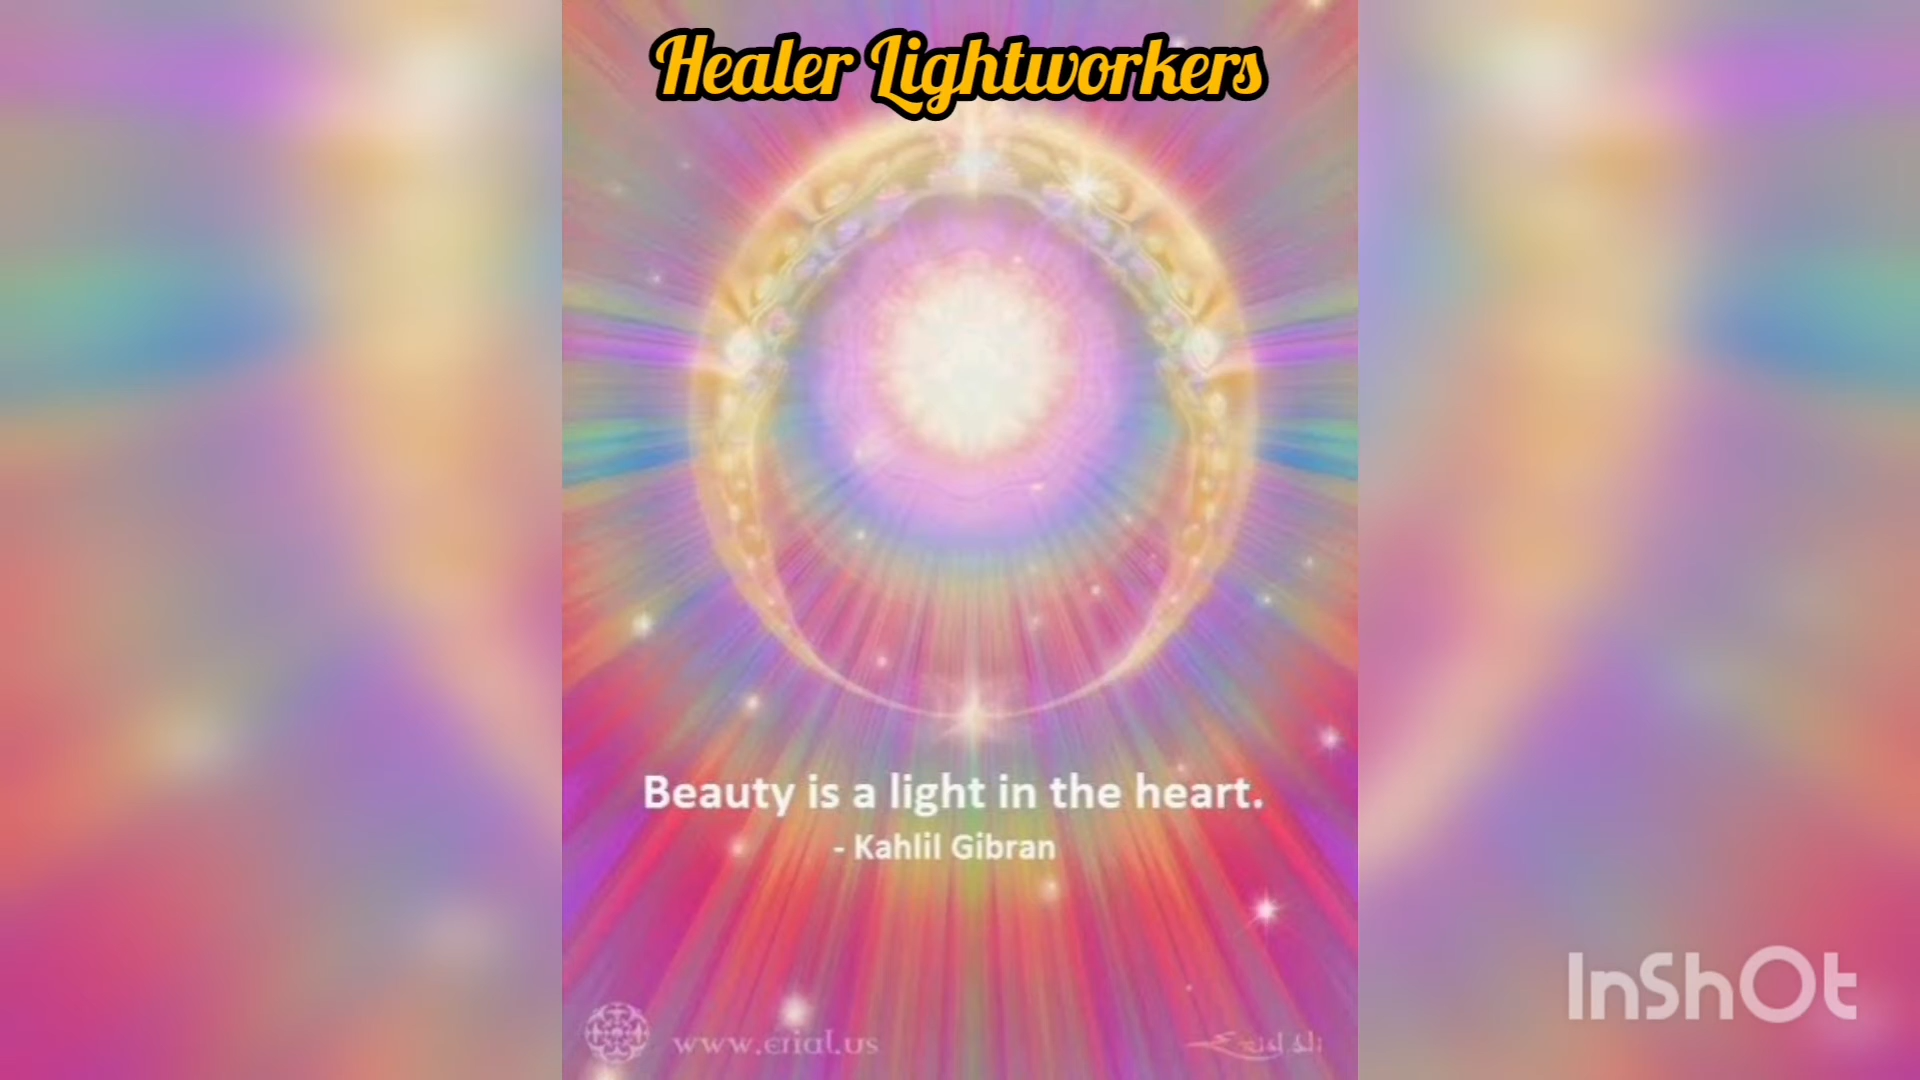 Healer Lightworkers
Beauty is a light in the heart.
- Kahlil Gibran
www.erial.us
InShOt